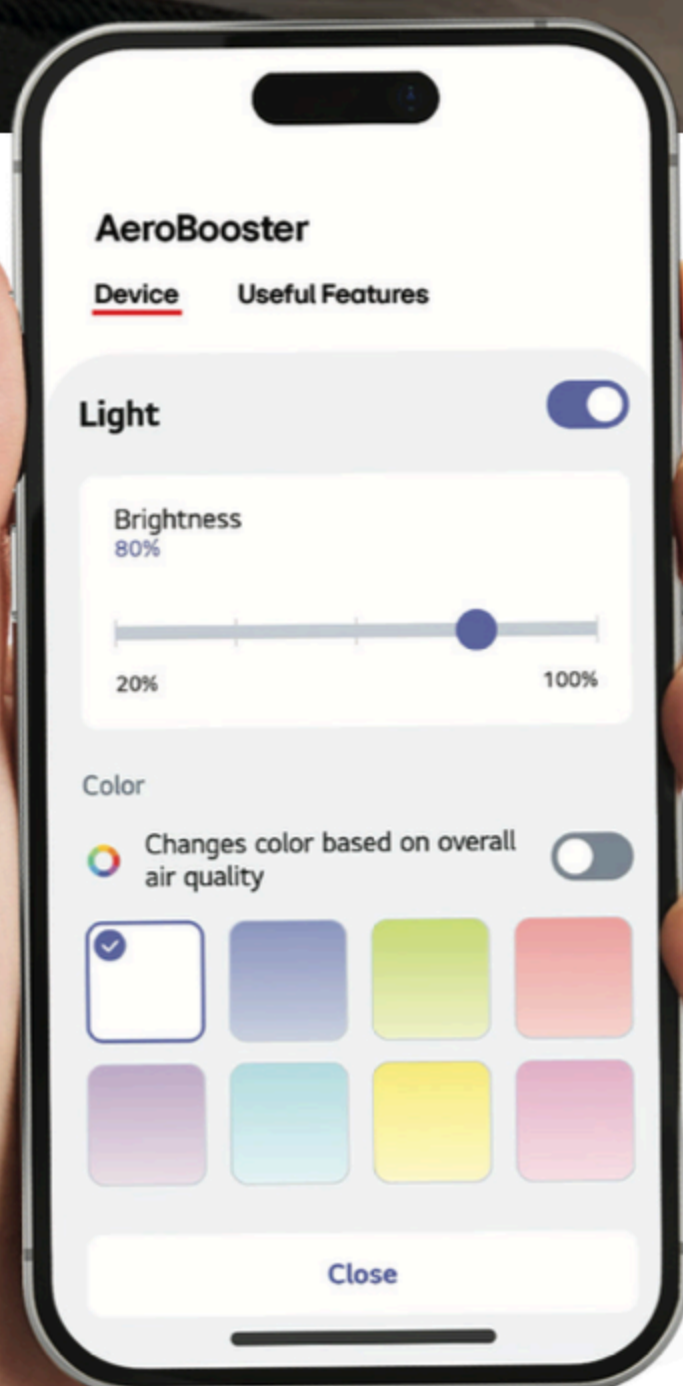 AeroBooster
Device Useful Features
Light
Brightness
80%
20% 100%
Color
Changes color based on overall
air quality
Close